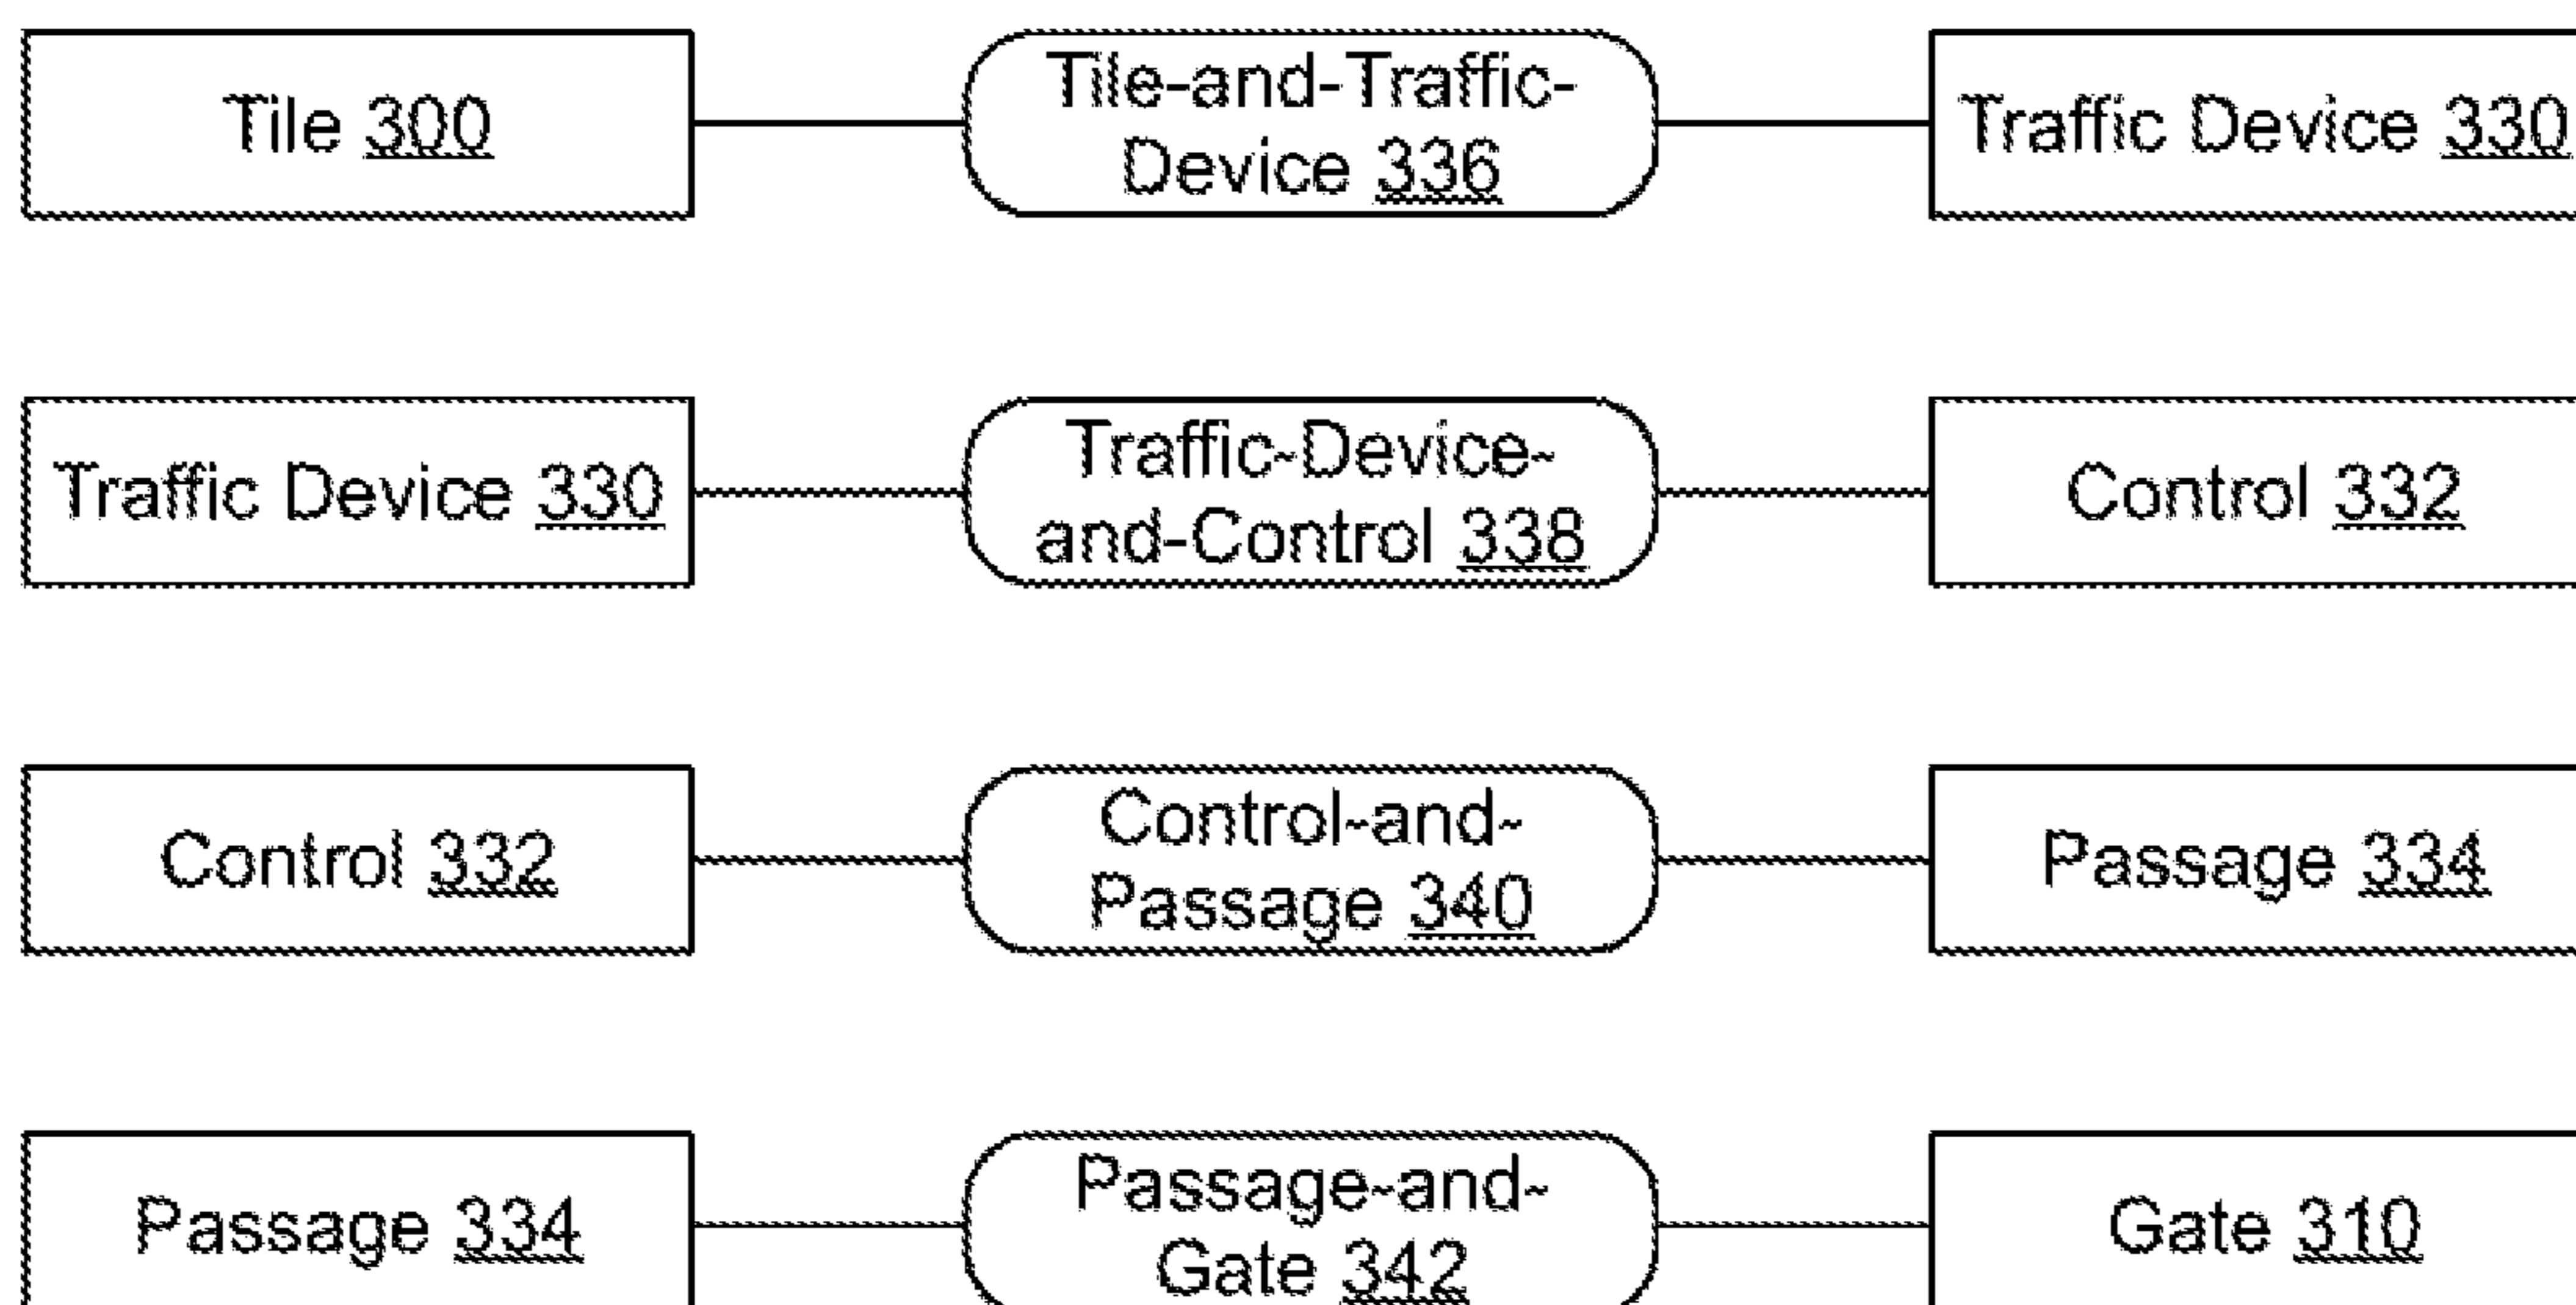 Tile 300
Tile-and-Traffic-
Device 336
Traffic Device 330
Traffic Device 330
Traffic-Device-
and-Control 338
Control 332
Control 332
Control-and-
Passage 340
Passage 334
Passage 334
Passage-and-
Gate 342
Gate 310